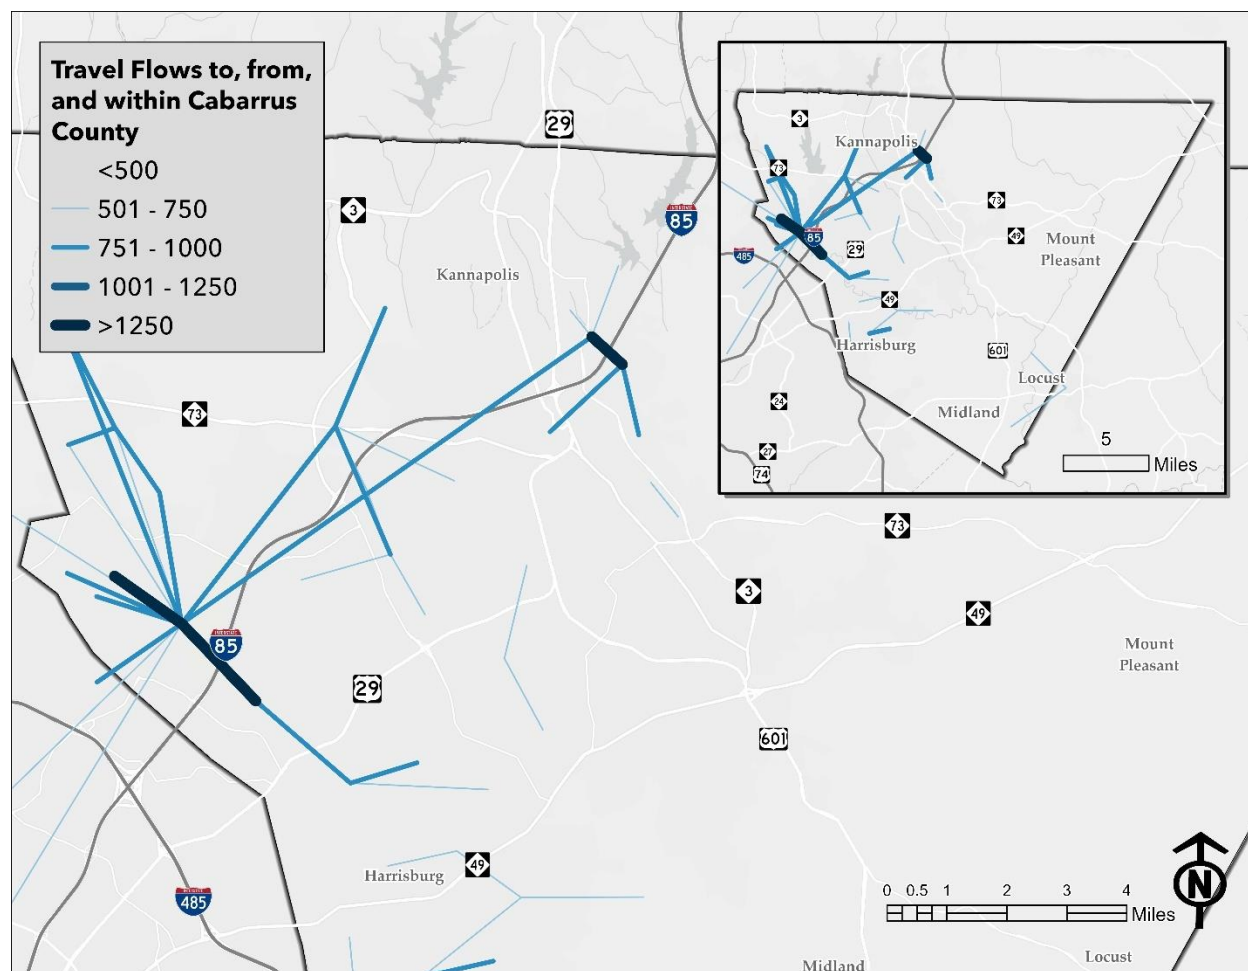 Travel Flows to, from,
and within Cabarrus
County
<500
501 - 750
751 - 1000
1001 - 1250
>1250
29
3
INTERSTATE
85
Kannapolis
73
INTERSTATE
85
29
73
3
49
Mount
Pleasant
601
49
Harrisburg
INTERSTATE
485
Midland
Locust
0 0.5 1 2 3 4
Miles
N
3
Kannapolis
73
73
49
Mount
Pleasant
85
29
485
49
Harrisburg
601
Locust
24
Midland
27
74
5
Miles